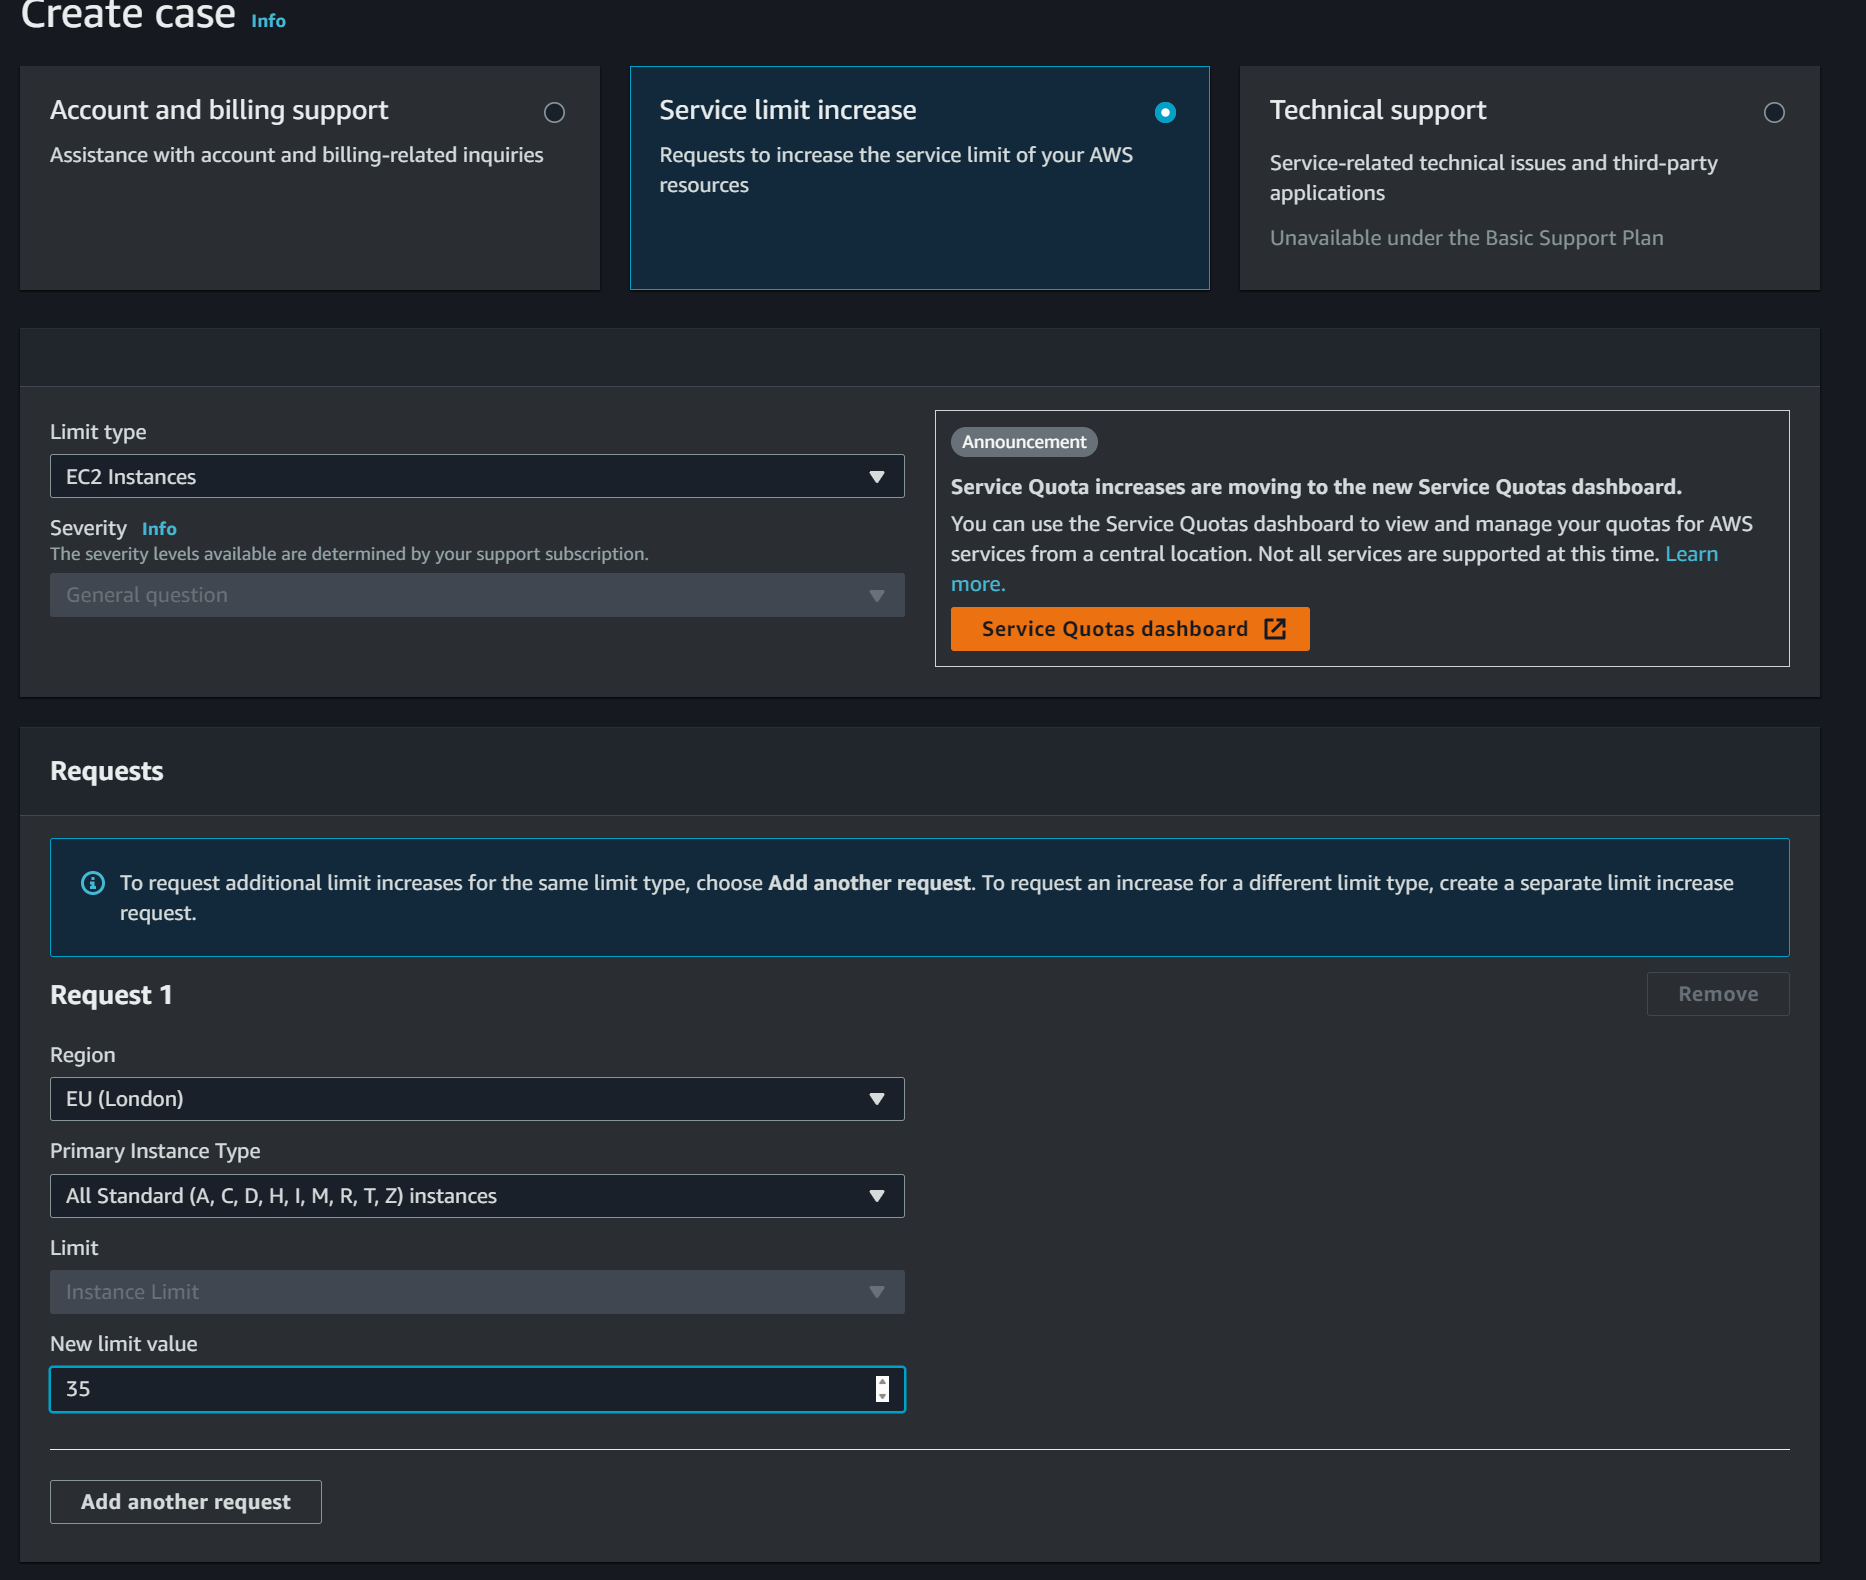 Create case Info
Account and billing support
Assistance with account and billing-related inquiries
Service limit increase
Requests to increase the service limit of your AWS
resources
Technical support
Service-related technical issues and third-party
applications
Unavailable under the Basic Support Plan
Limit type
EC2 Instances
Severity Info
The severity levels available are determined by your support subscription.
General question
Announcement
Service Quota increases are moving to the new Service Quotas dashboard.
You can use the Service Quotas dashboard to view and manage your quotas for AWS
services from a central location. Not all services are supported at this time. Learn
more.
Service Quotas dashboard
Requests
To request additional limit increases for the same limit type, choose Add another request. To request an increase for a different limit type, create a separate limit increase
request.
Request 1
Remove
Region
EU (London)
Primary Instance Type
All Standard (A, C, D, H, I, M, R, T, Z) instances
Limit
Instance Limit
New limit value
35
Add another request